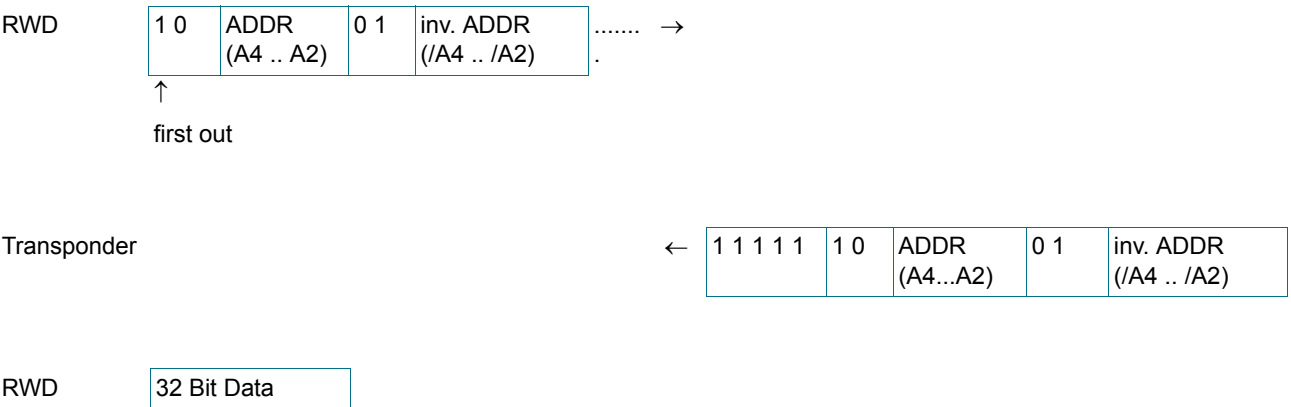 RWD 1 0 ADDR 0 1 inv. ADDR ....... →
(A4 .. A2) (/A4 .. /A2) .
↑
first out
Transponder ← 1 1 1 1 1 1 0 ADDR 0 1 inv. ADDR
(A4...A2) (/A4 .. /A2)
RWD 32 Bit Data